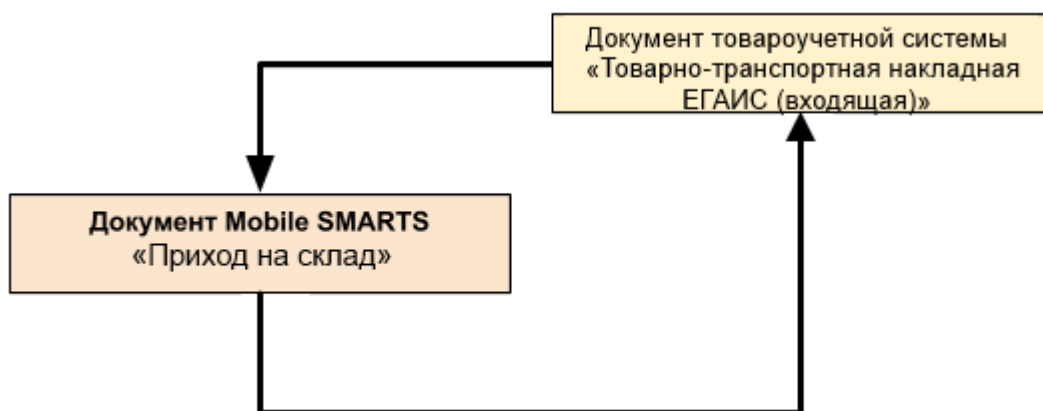 Документ товароучетной системы
«Товарно-транспортная накладная
ЕГАИС (входящая)»
Документ Mobile SMARTS
«Приход на склад»